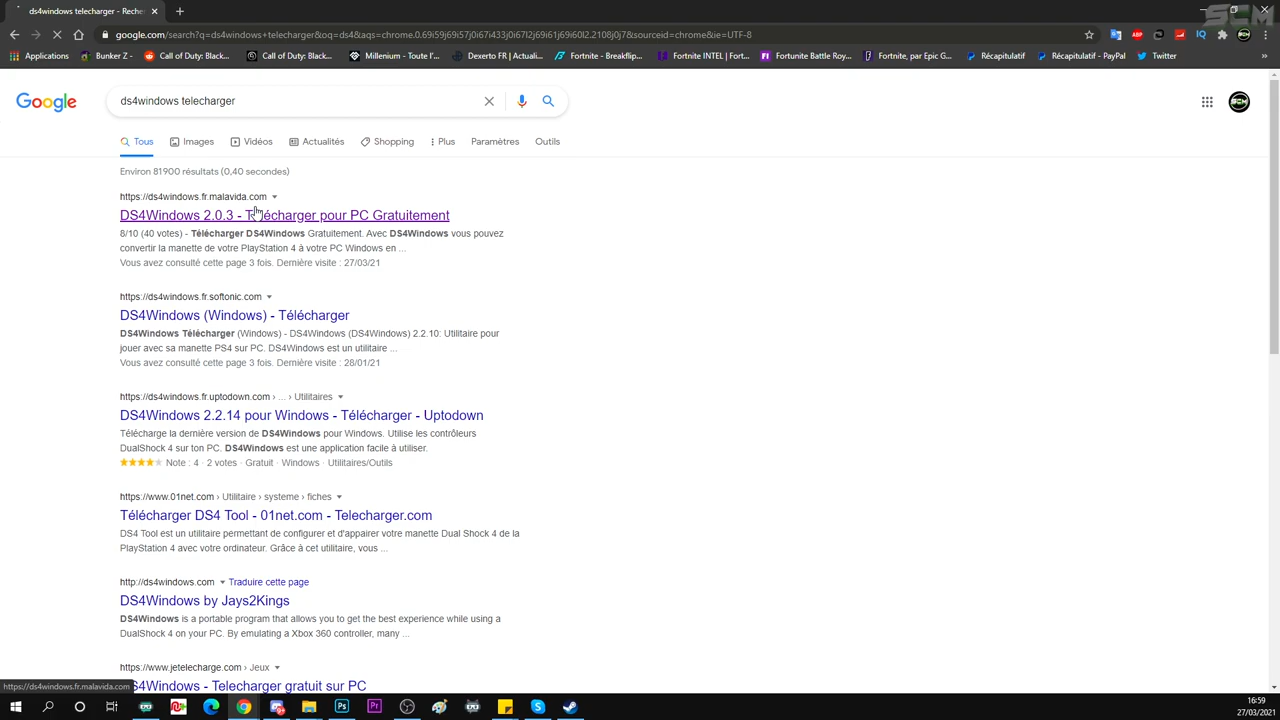 SCM
ds4windows telecharger - Recher
google.com/search?q=ds4windows+telecharger&oq=ds4&aqs=chrome.0.69i59j69i57j0i67i433j0i67l2j69i61j69i60l2.2108j0j7&sourceid=chrome&ie=UTF-8
Applications Bunker Z - Call of Duty: Black... Call of Duty: Black... Millenium - Toute l'... Dexerto FR | Actualit... Fortnite - Breakflip... Fortnite INTEL |... Fortunite Battle Roy... Fortnite, par Epic G... Récapitulatif Récapitulatif - PayPal Twitter
Google
ds4windows telecharger
Tous Images Vidéos Actualités Shopping Plus Paramètres Outils
Environ 81900 résultats (0,40 secondes)
https://ds4windows.fr.malavida.com
DS4Windows 2.0.3 - Télécharger pour PC Gratuitement
8/10 (40 votes) - Télécharger DS4Windows Gratuitement. Avec DS4Windows vous pouvez
convertir la manette de votre PlayStation 4 à votre PC Windows en ...
Vous avez consulté cette page 3 fois. Dernière visite : 27/03/21
https://ds4windows.fr.softonic.com
DS4Windows (Windows) - Télécharger
DS4Windows Télécharger (Windows) - DS4Windows (DS4Windows) 2.2.10: Utilitaire pour
jouer avec sa manette PS4 sur PC. DS4Windows est un utilitaire ...
Vous avez consulté cette page 3 fois. Dernière visite : 28/01/21
https://ds4windows.fr.uptodown.com › ... › Utilitaires
DS4Windows 2.2.14 pour Windows - Télécharger - Uptodown
Télécharge la dernière version de DS4Windows pour Windows. Utilise les contrôleurs
DualShock 4 sur ton PC. DS4Windows est une application facile à utiliser.
Note : 4 · 2 votes · Gratuit · Windows · Utilitaires/Outils
https://www.01net.com › Utilitaire › systeme › fiches
Télécharger DS4 Tool - 01net.com - Telecharger.com
DS4 Tool est un utilitaire permettant de configurer et d'appairer votre manette Dual Shock 4 de la
PlayStation 4 avec votre ordinateur. Grâce à cet utilitaire, vous ...
http://ds4windows.com Traduire cette page
DS4Windows by Jays2Kings
DS4Windows is a portable program that allows you to get the best experience while using a
DualShock 4 on your PC. By emulating a Xbox 360 controller, many ...
https://www.jetelecharge.com › Jeux
DS4Windows - Telecharger gratuit sur PC
https://ds4windows.fr.malavida.com
16:59
27/03/2021